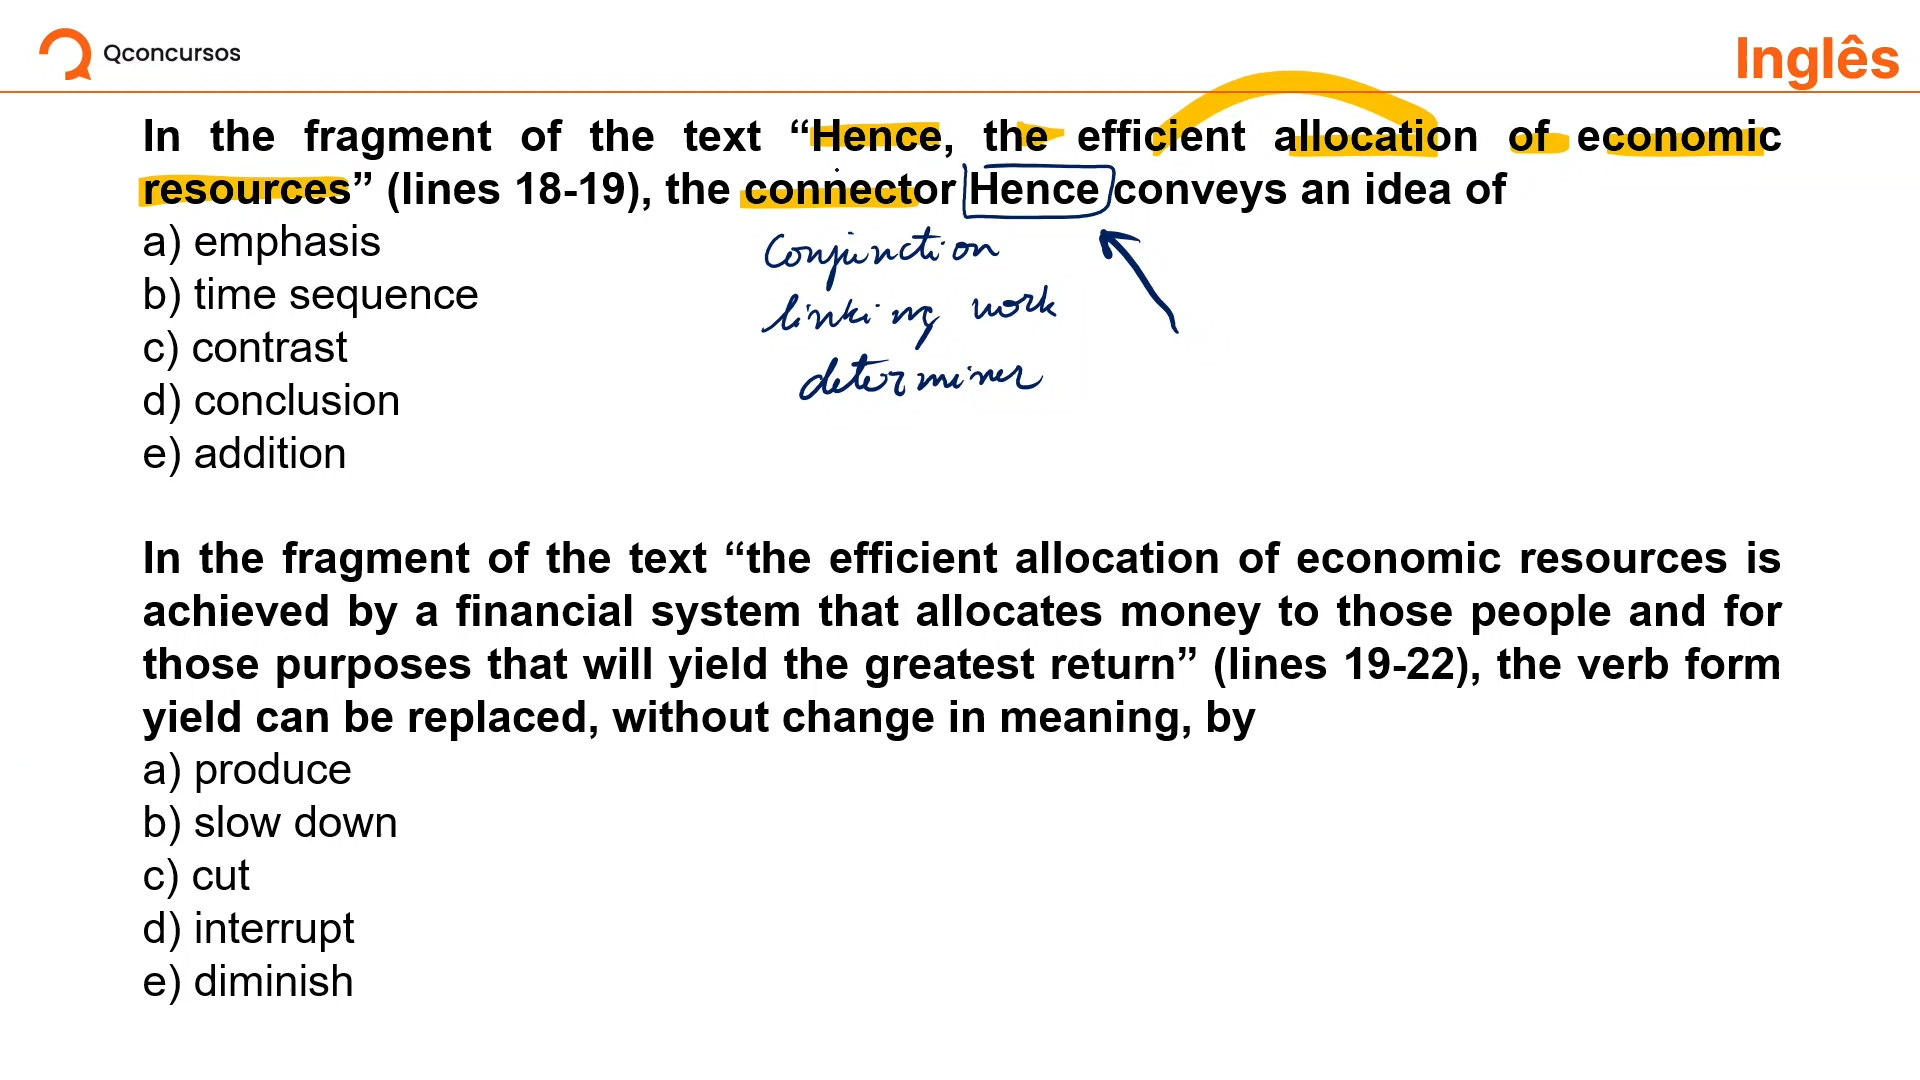 Qconcursos
Inglês
In the fragment of the text “Hence, the efficient allocation of economic
resources” (lines 18-19), the connector Hence conveys an idea of
a) emphasis
b) time sequence
c) contrast
d) conclusion
e) addition
Conjunction
linking work
determiner
In the fragment of the text “the efficient allocation of economic resources is
achieved by a financial system that allocates money to those people and for
those purposes that will yield the greatest return” (lines 19-22), the verb form
yield can be replaced, without change in meaning, by
a) produce
b) slow down
c) cut
d) interrupt
e) diminish